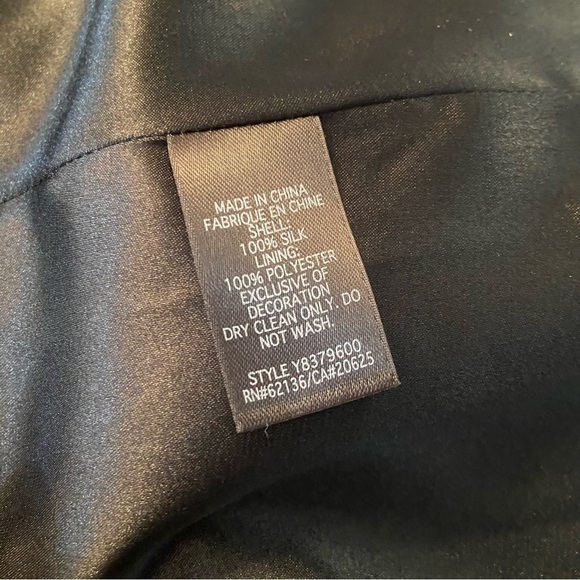 MADE IN CHINA
FABRIQUE EN CHINE
SHELL:
100% SILK
LINING:
100% POLYESTER
EXCLUSIVE OF
DECORATION
DRY CLEAN ONLY. DO
NOT WASH.
STYLE Y8379600
RN#62136/CA#20625